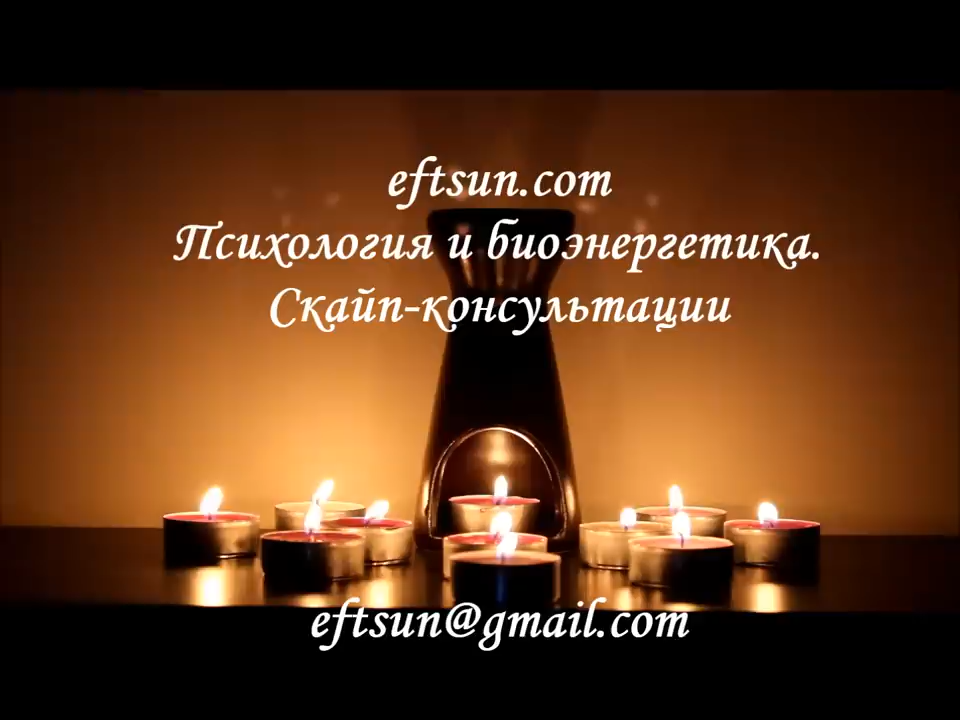 eftsun.com
Психология и биоэнергетика.
Скайп-консультации
eftsun@gmail.com